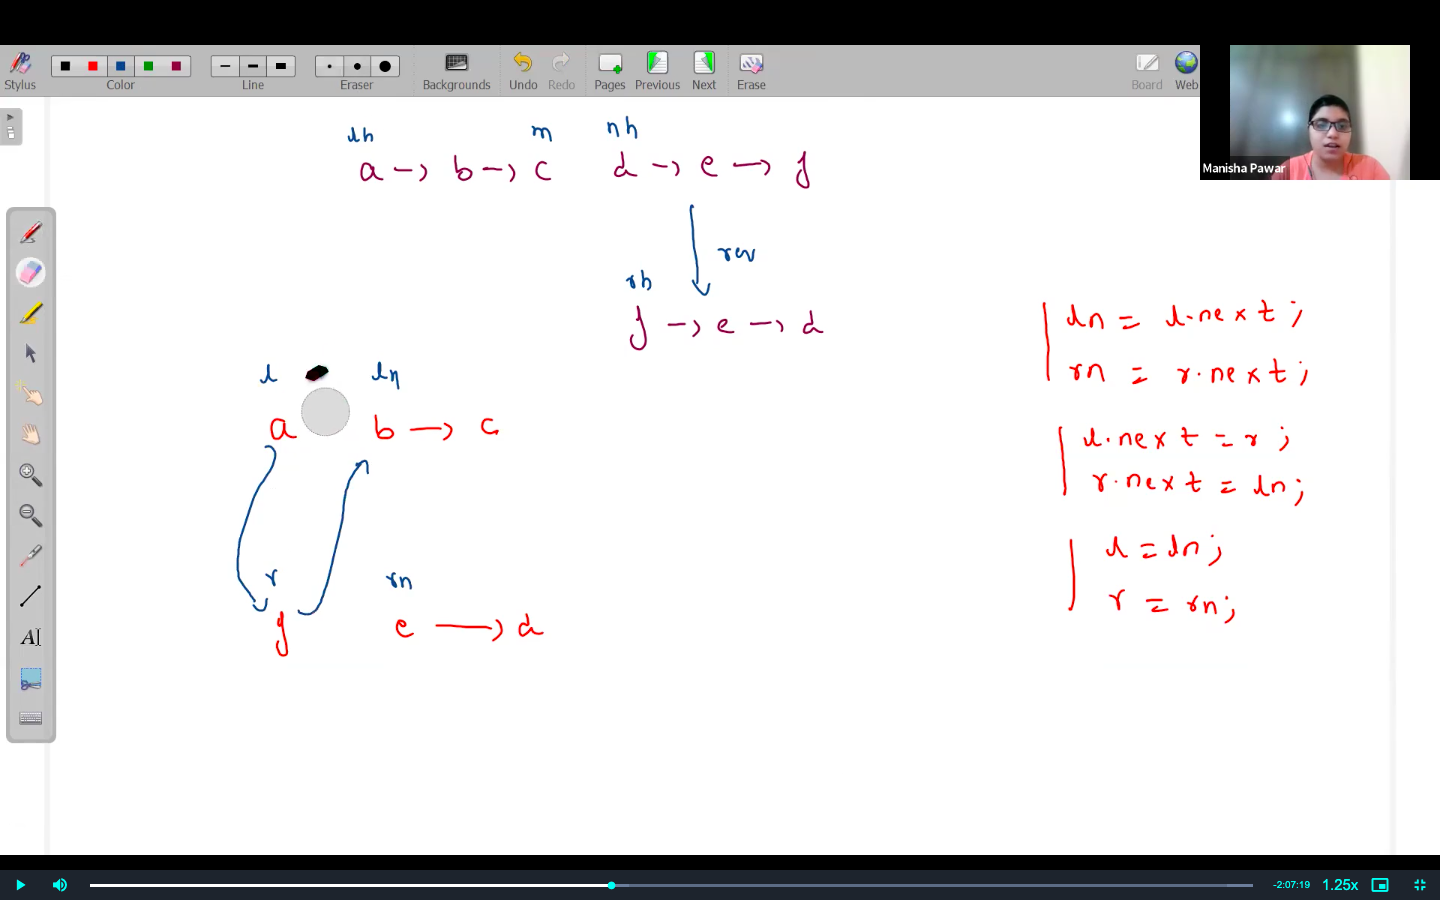 Stylus Color Line Eraser Backgrounds Undo Redo Pages Previous Next Erase Board Web
Manisha Pawar
lh m nh
a -> b -> c d -> e -> f
rev
rh
f -> e -> d
l ln
a b -> c
r rn
f e -> d
ln = l.next;
rn = r.next;
l.next = r;
r.next = ln;
l = ln;
r = rn;
-2:07:19 1.25x